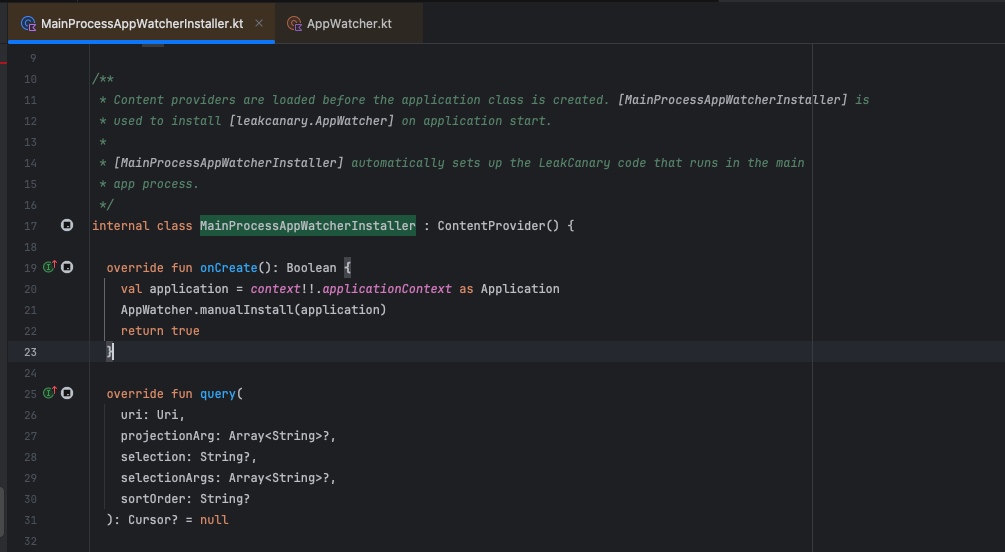 MainProcessAppWatcherInstaller.kt × AppWatcher.kt
9
10 /**
11  * Content providers are loaded before the application class is created. [MainProcessAppWatcherInstaller] is
12  * used to install [leakcanary.AppWatcher] on application start.
13  *
14  * [MainProcessAppWatcherInstaller] automatically sets up the LeakCanary code that runs in the main
15  * app process.
16  */
17 internal class MainProcessAppWatcherInstaller : ContentProvider() {
18
19   override fun onCreate(): Boolean {
20     val application = context!!.applicationContext as Application
21     AppWatcher.manualInstall(application)
22     return true
23   }
24
25   override fun query(
26     uri: Uri,
27     projectionArg: Array<String>?,
28     selection: String?,
29     selectionArgs: Array<String>?,
30     sortOrder: String?
31   ): Cursor? = null
32